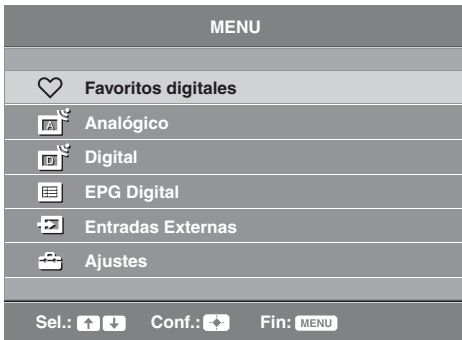 MENU
Favoritos digitales
A Analógico
D Digital
EPG Digital
Entradas Externas
Ajustes
Sel.: Conf.: Fin: MENU